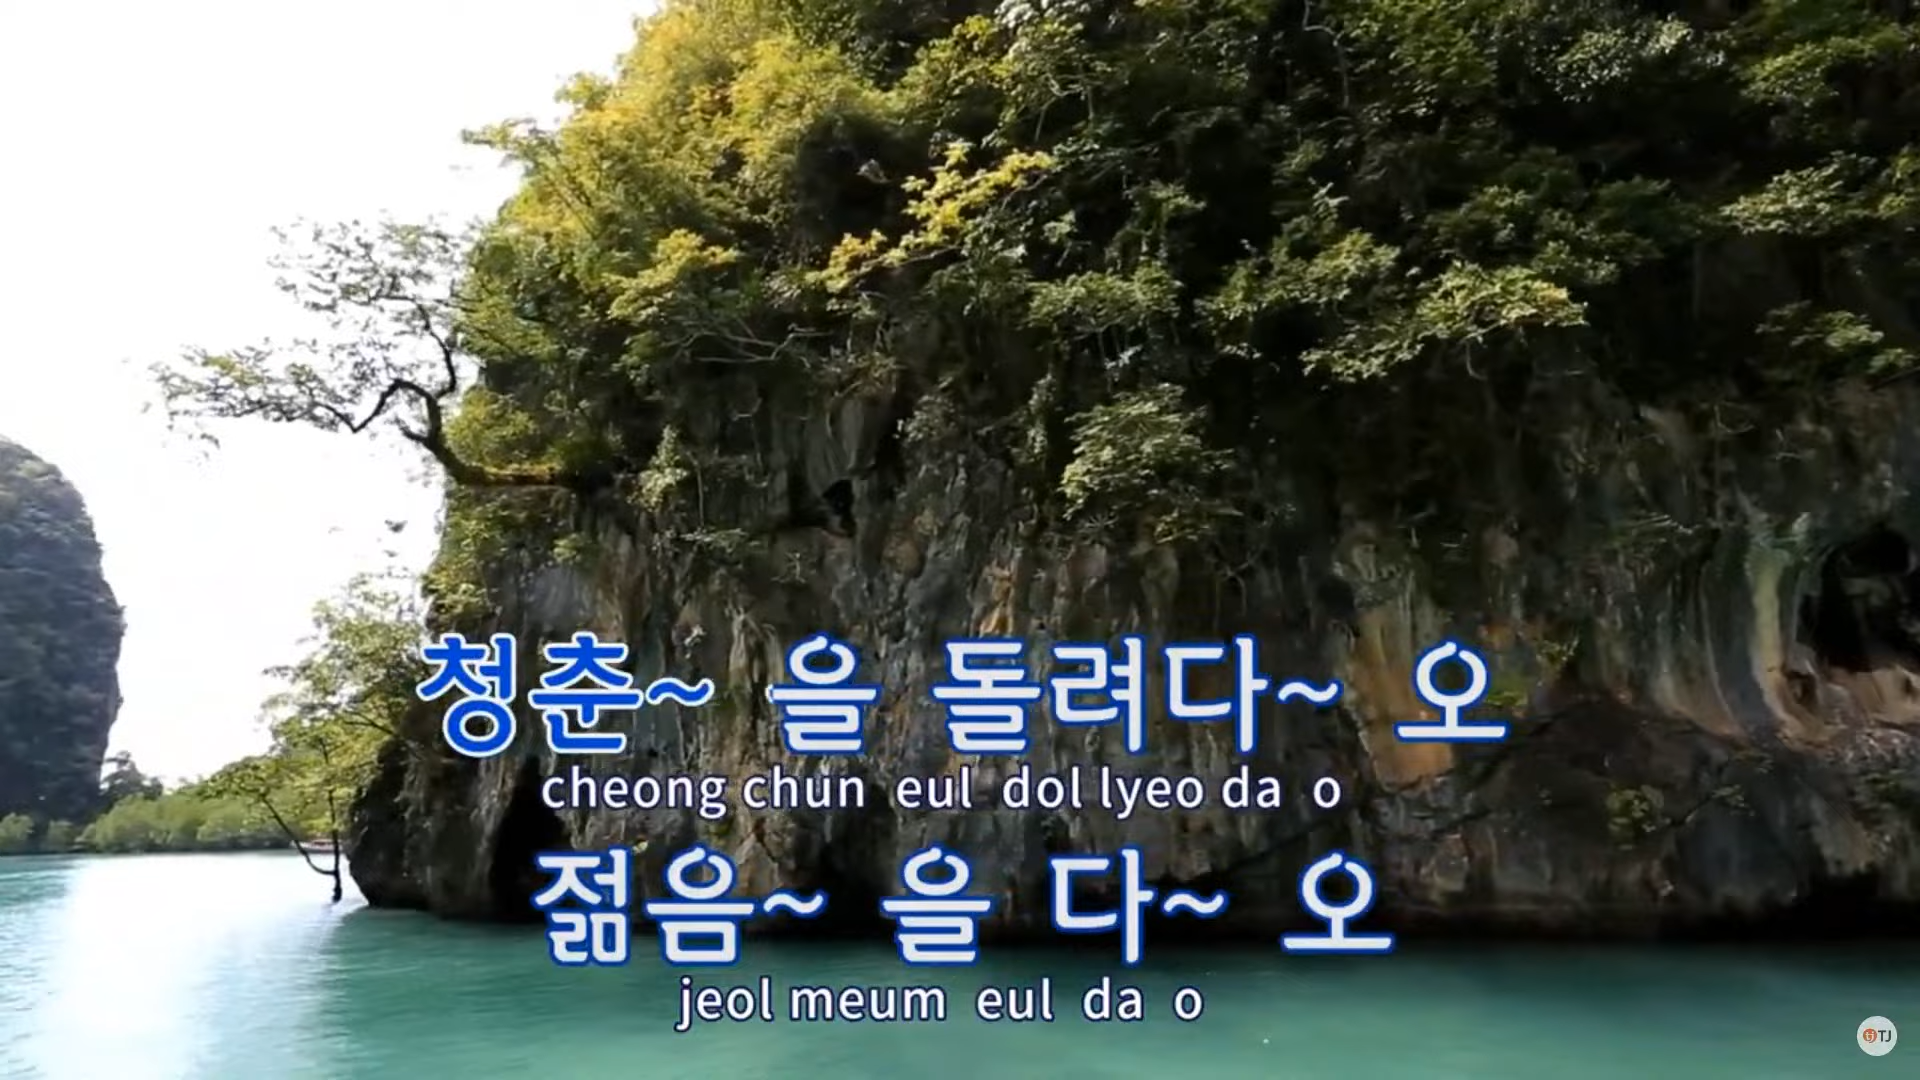 청춘~ 을 돌려다~ 오
cheong chun eul dol lyeo da o
젊음~ 을 다~ 오
jeol meum eul da o
TJ